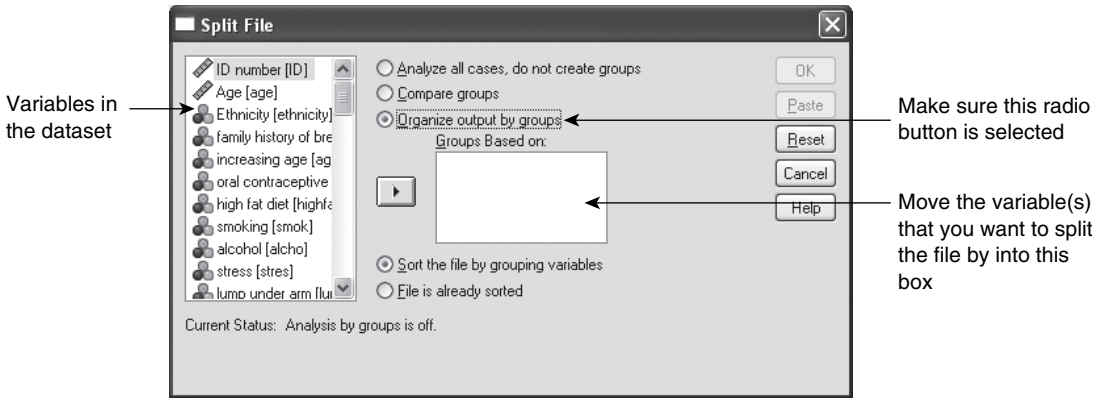 Split File
Variables in
the dataset
ID number [ID]
Age [age]
Ethnicity [ethnicity]
family history of bre
increasing age [ag
oral contraceptive
high fat diet [highfa
smoking [smok]
alcohol [alcho]
stress [stres]
lump under arm [lu
Analyze all cases, do not create groups
Compare groups
Organize output by groups
Groups Based on:
Sort the file by grouping variables
File is already sorted
Current Status: Analysis by groups is off.
OK
Paste
Reset
Cancel
Help
Make sure this radio
button is selected
Move the variable(s)
that you want to split
the file by into this
box